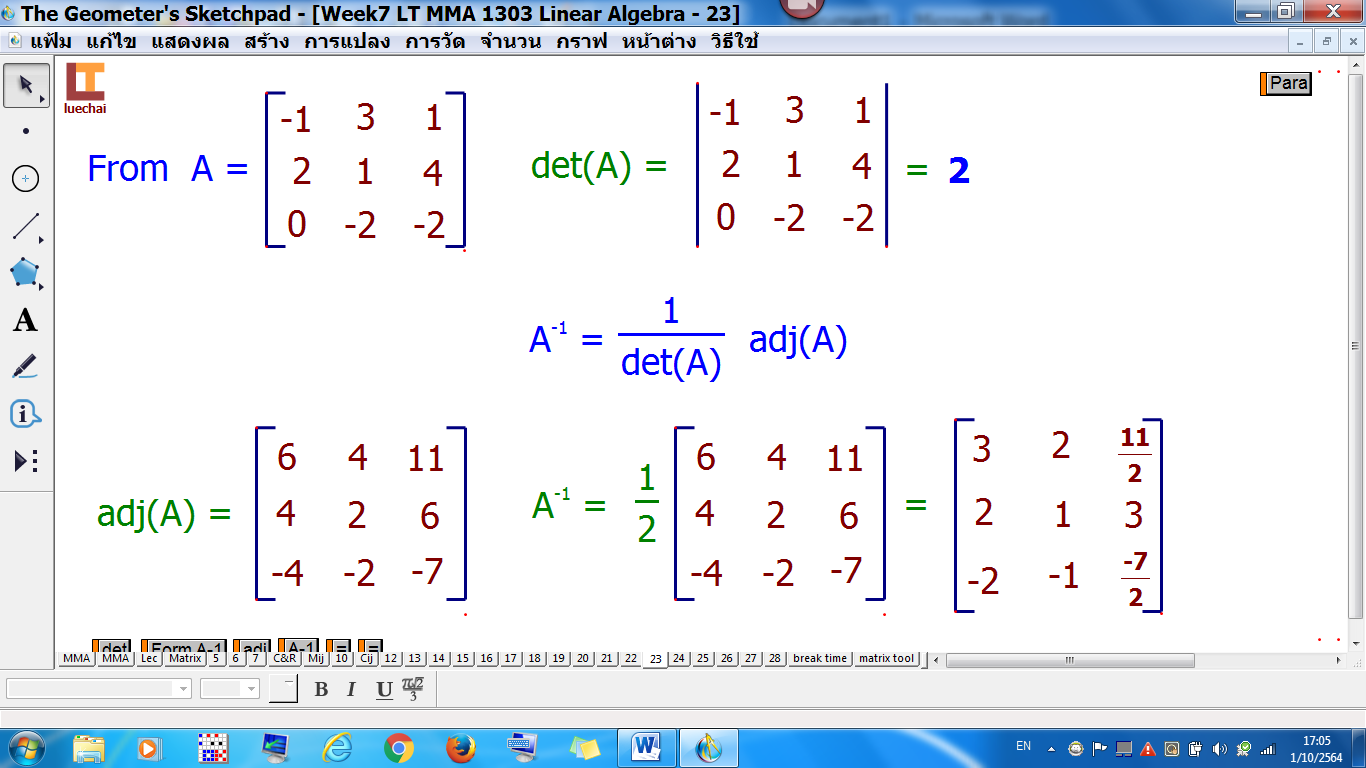 The Geometer's Sketchpad - [Week7 LT MMA 1303 Linear Algebra - 23]
แฟ้ม แก้ไข แสดงผล สร้าง การแปลง การวัด จำนวน กราฟ หน้าต่าง วิธีใช้
LT
luechai
Para
From A = [ -1 3 1
2 1 4
0 -2 -2 ]
det(A) = | -1 3 1
2 1 4
0 -2 -2 | = 2
A⁻¹ = 1/det(A) adj(A)
adj(A) = [ 6 4 11
4 2 6
-4 -2 -7 ]
A⁻¹ = 1/2 [ 6 4 11
4 2 6
-4 -2 -7 ]
= [ 3 2 11/2
2 1 3
-2 -1 -7/2 ]
det Form A-1 adj A-1 = =
MMA MMA Lec Matrix 5 6 7 C&R Mij 10 Cij 12 13 14 15 16 17 18 19 20 21 22 23 24 25 26 27 28 break time matrix tool
B I U π√2/3
EN 17:05
1/10/2564